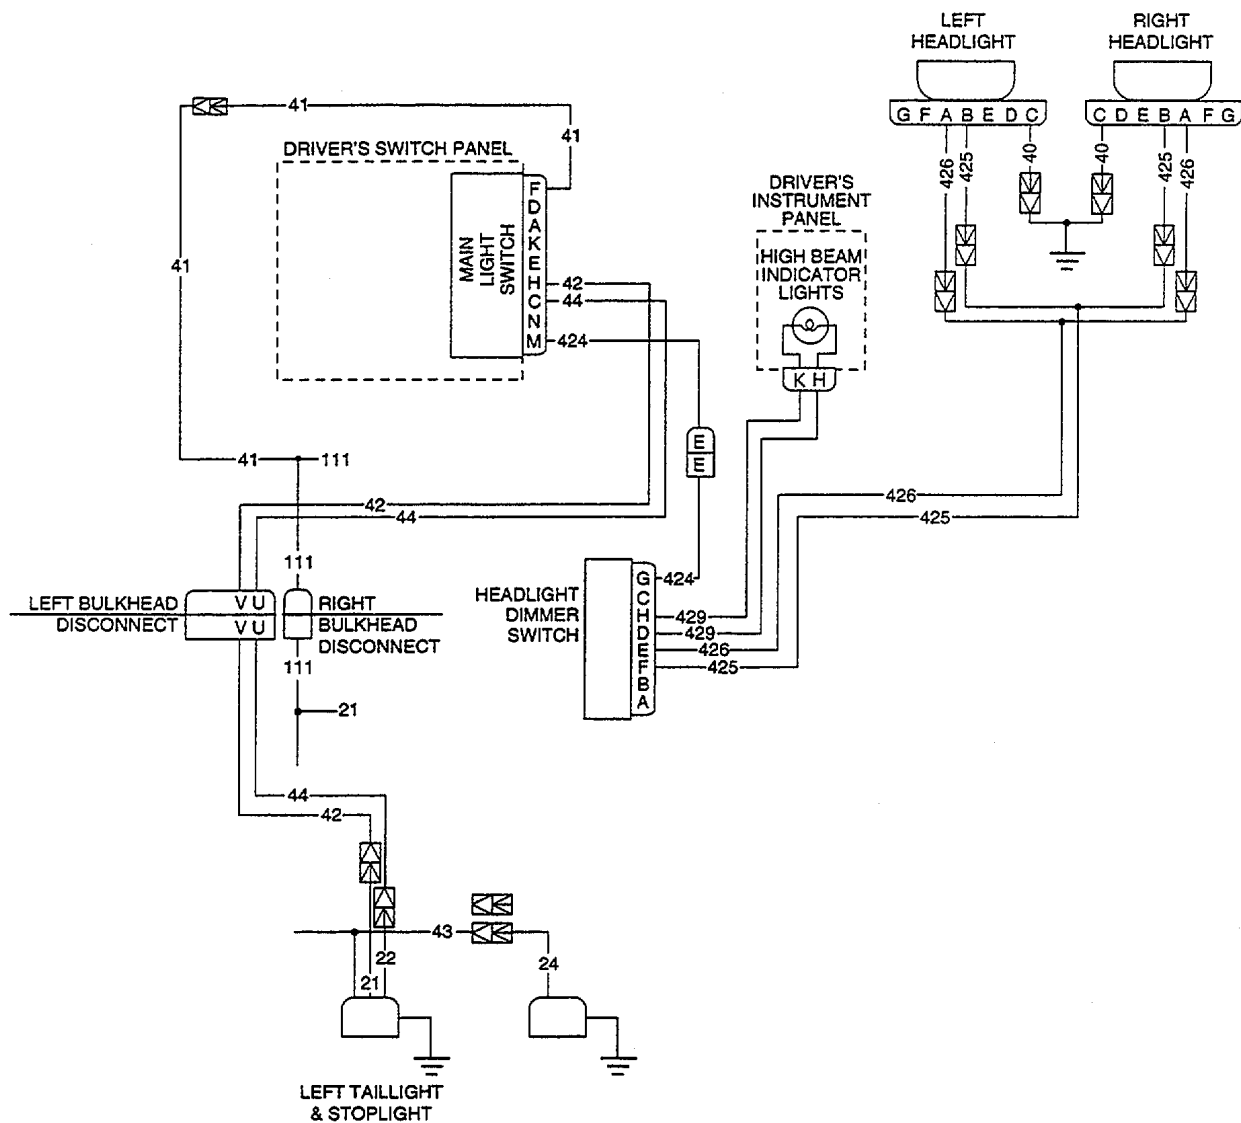 LEFT
HEADLIGHT
RIGHT
HEADLIGHT
G F A B E D C
C D E B A F G
41
41
426
425
40
40
425
426
DRIVER'S SWITCH PANEL
MAIN
LIGHT
SWITCH
F
D
A
K
E
H
C
N
M
42
44
424
41
DRIVER'S
INSTRUMENT
PANEL
HIGH BEAM
INDICATOR
LIGHTS
K H
E
E
41
111
42
44
426
425
111
LEFT BULKHEAD
DISCONNECT
V U
V U
RIGHT
BULKHEAD
DISCONNECT
111
21
HEADLIGHT
DIMMER
SWITCH
G
C
H
D
E
F
B
A
424
429
429
426
425
44
42
43
22
21
24
LEFT TAILLIGHT
& STOPLIGHT